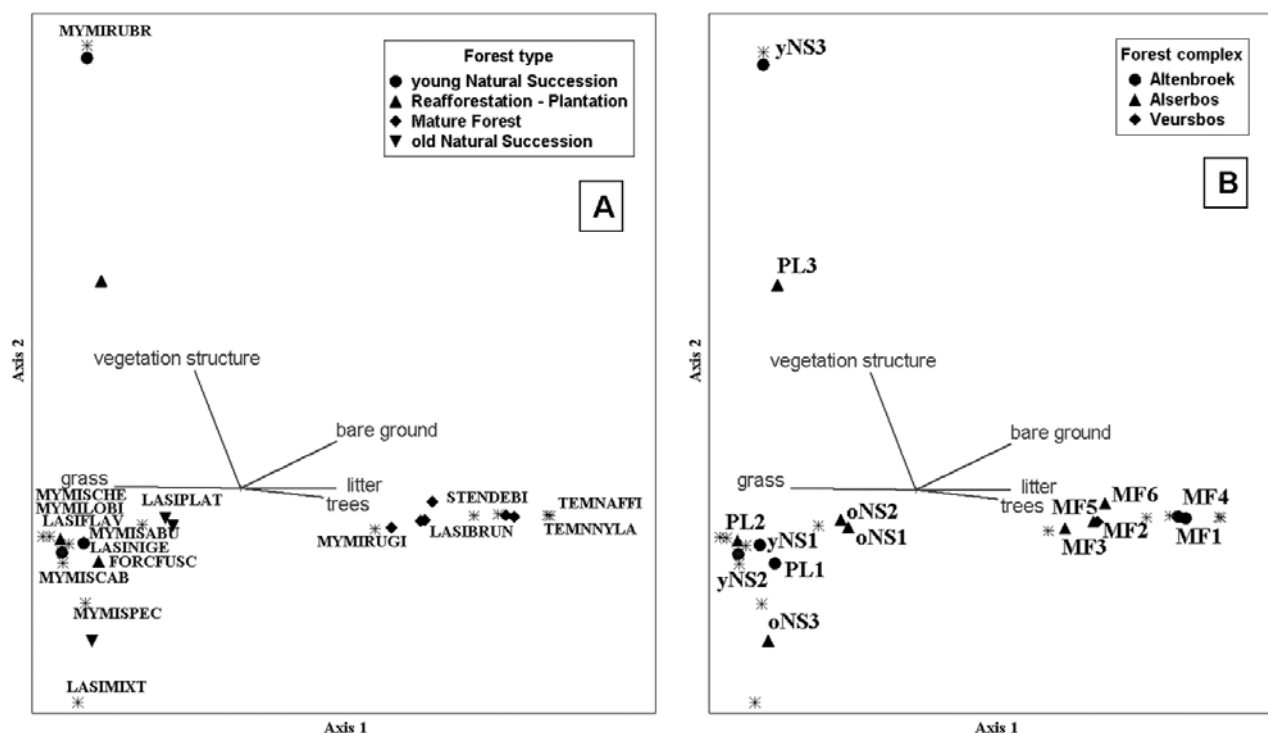 MYMIRUBR
Forest type
young Natural Succession
Reafforestation - Plantation
Mature Forest
old Natural Succession
A
vegetation structure
bare ground
grass
litter
trees
MYMISCHE
MYMILOBI
LASIPLAT
LASIFLAV
MYMISABU
LASINIGE
FORCFUSC
MYMISCAB
MYMISPEC
LASIMIXT
STENDEBI
TEMNAFFI
LASIBRUN
TEMNNYLA
MYMIRUGI
Axis 2
Axis 1
yNS3
Forest complex
Altenbroek
Alserbos
Veursbos
B
PL3
vegetation structure
bare ground
grass
litter
trees
PL2
oNS2
yNS1
oNS1
yNS2
PL1
oNS3
MF5
MF6
MF4
MF3
MF2
MF1
Axis 2
Axis 1